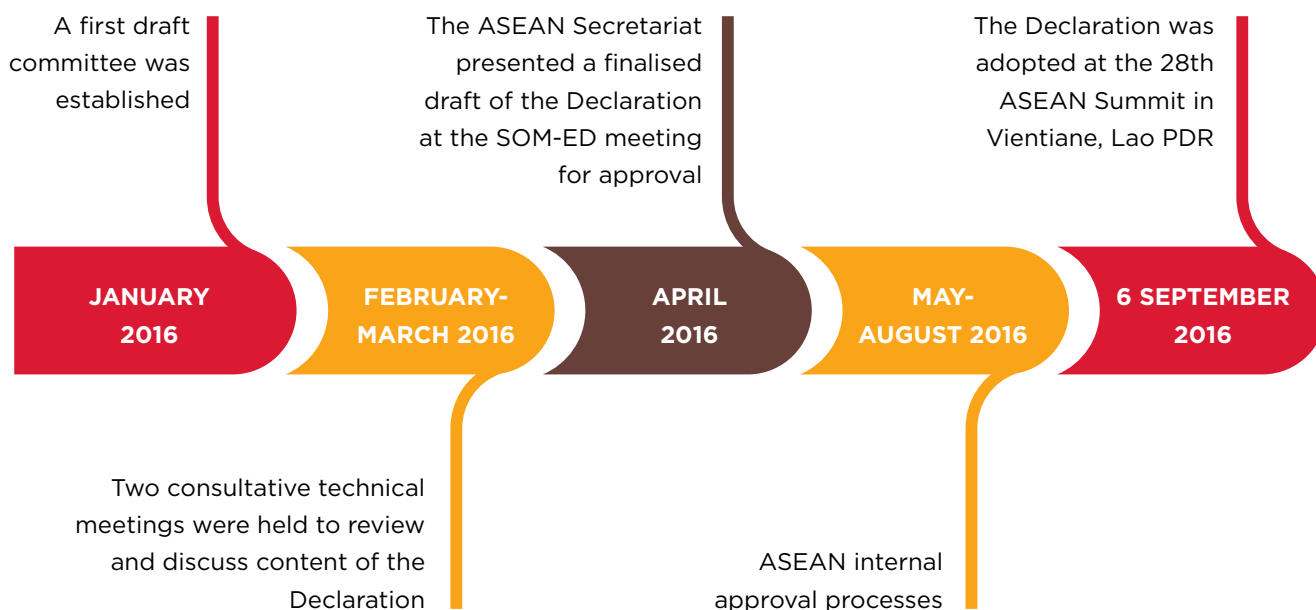 A first draft
committee was
established
The ASEAN Secretariat
presented a finalised
draft of the Declaration
at the SOM-ED meeting
for approval
The Declaration was
adopted at the 28th
ASEAN Summit in
Vientiane, Lao PDR
JANUARY
2016
FEBRUARY-
MARCH 2016
APRIL
2016
MAY-
AUGUST 2016
6 SEPTEMBER
2016
Two consultative technical
meetings were held to review
and discuss content of the
Declaration
ASEAN internal
approval processes